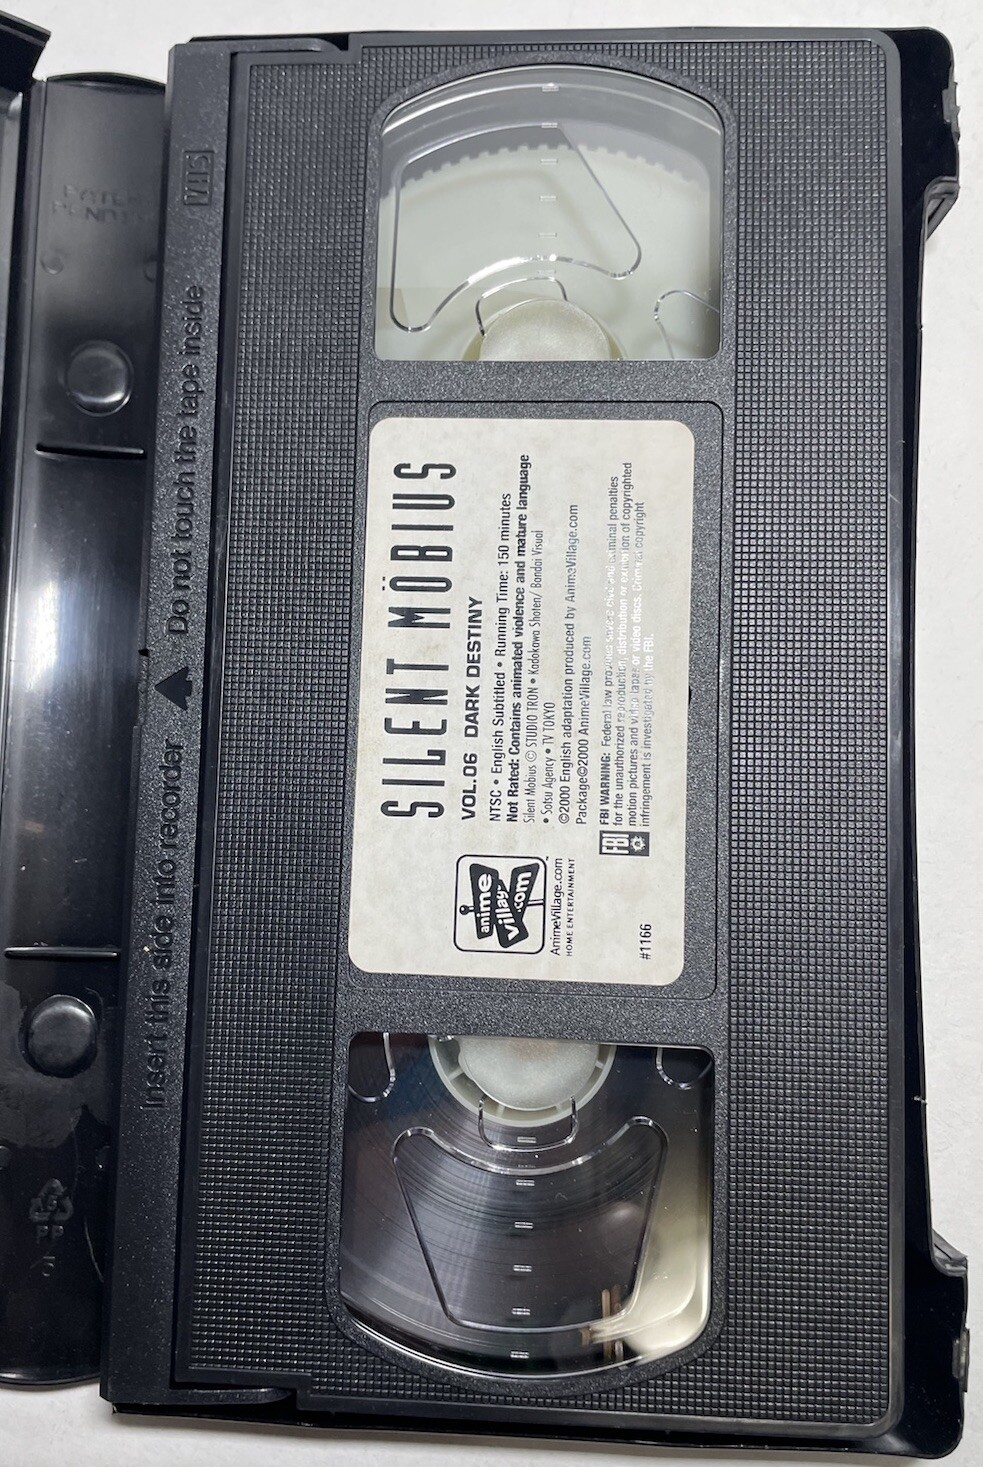 VHS
Insert this side into recorder ▲ Do not touch the tape inside
SILENT MÖBIUS
VOL.06 DARK DESTINY
NTSC • English Subtitled • Running Time: 150 minutes
Not Rated: Contains animated violence and mature language
Silent Möbius © STUDIO TRON • Kadokawa Shoten/ Bandai Visual
• Sotsu Agency • TV TOKYO
©2000 English adaptation produced by AnimeVillage.com
Package©2000 AnimeVillage.com
FBI
FBI WARNING: Federal law provides severe civil and criminal penalties
for the unauthorized reproduction, distribution or exhibition of copyrighted
motion pictures and video tapes or video discs. Criminal copyright
infringement is investigated by the FBI.
anime
village
.com
AnimeVillage.com
HOME ENTERTAINMENT
#1166
PP
5